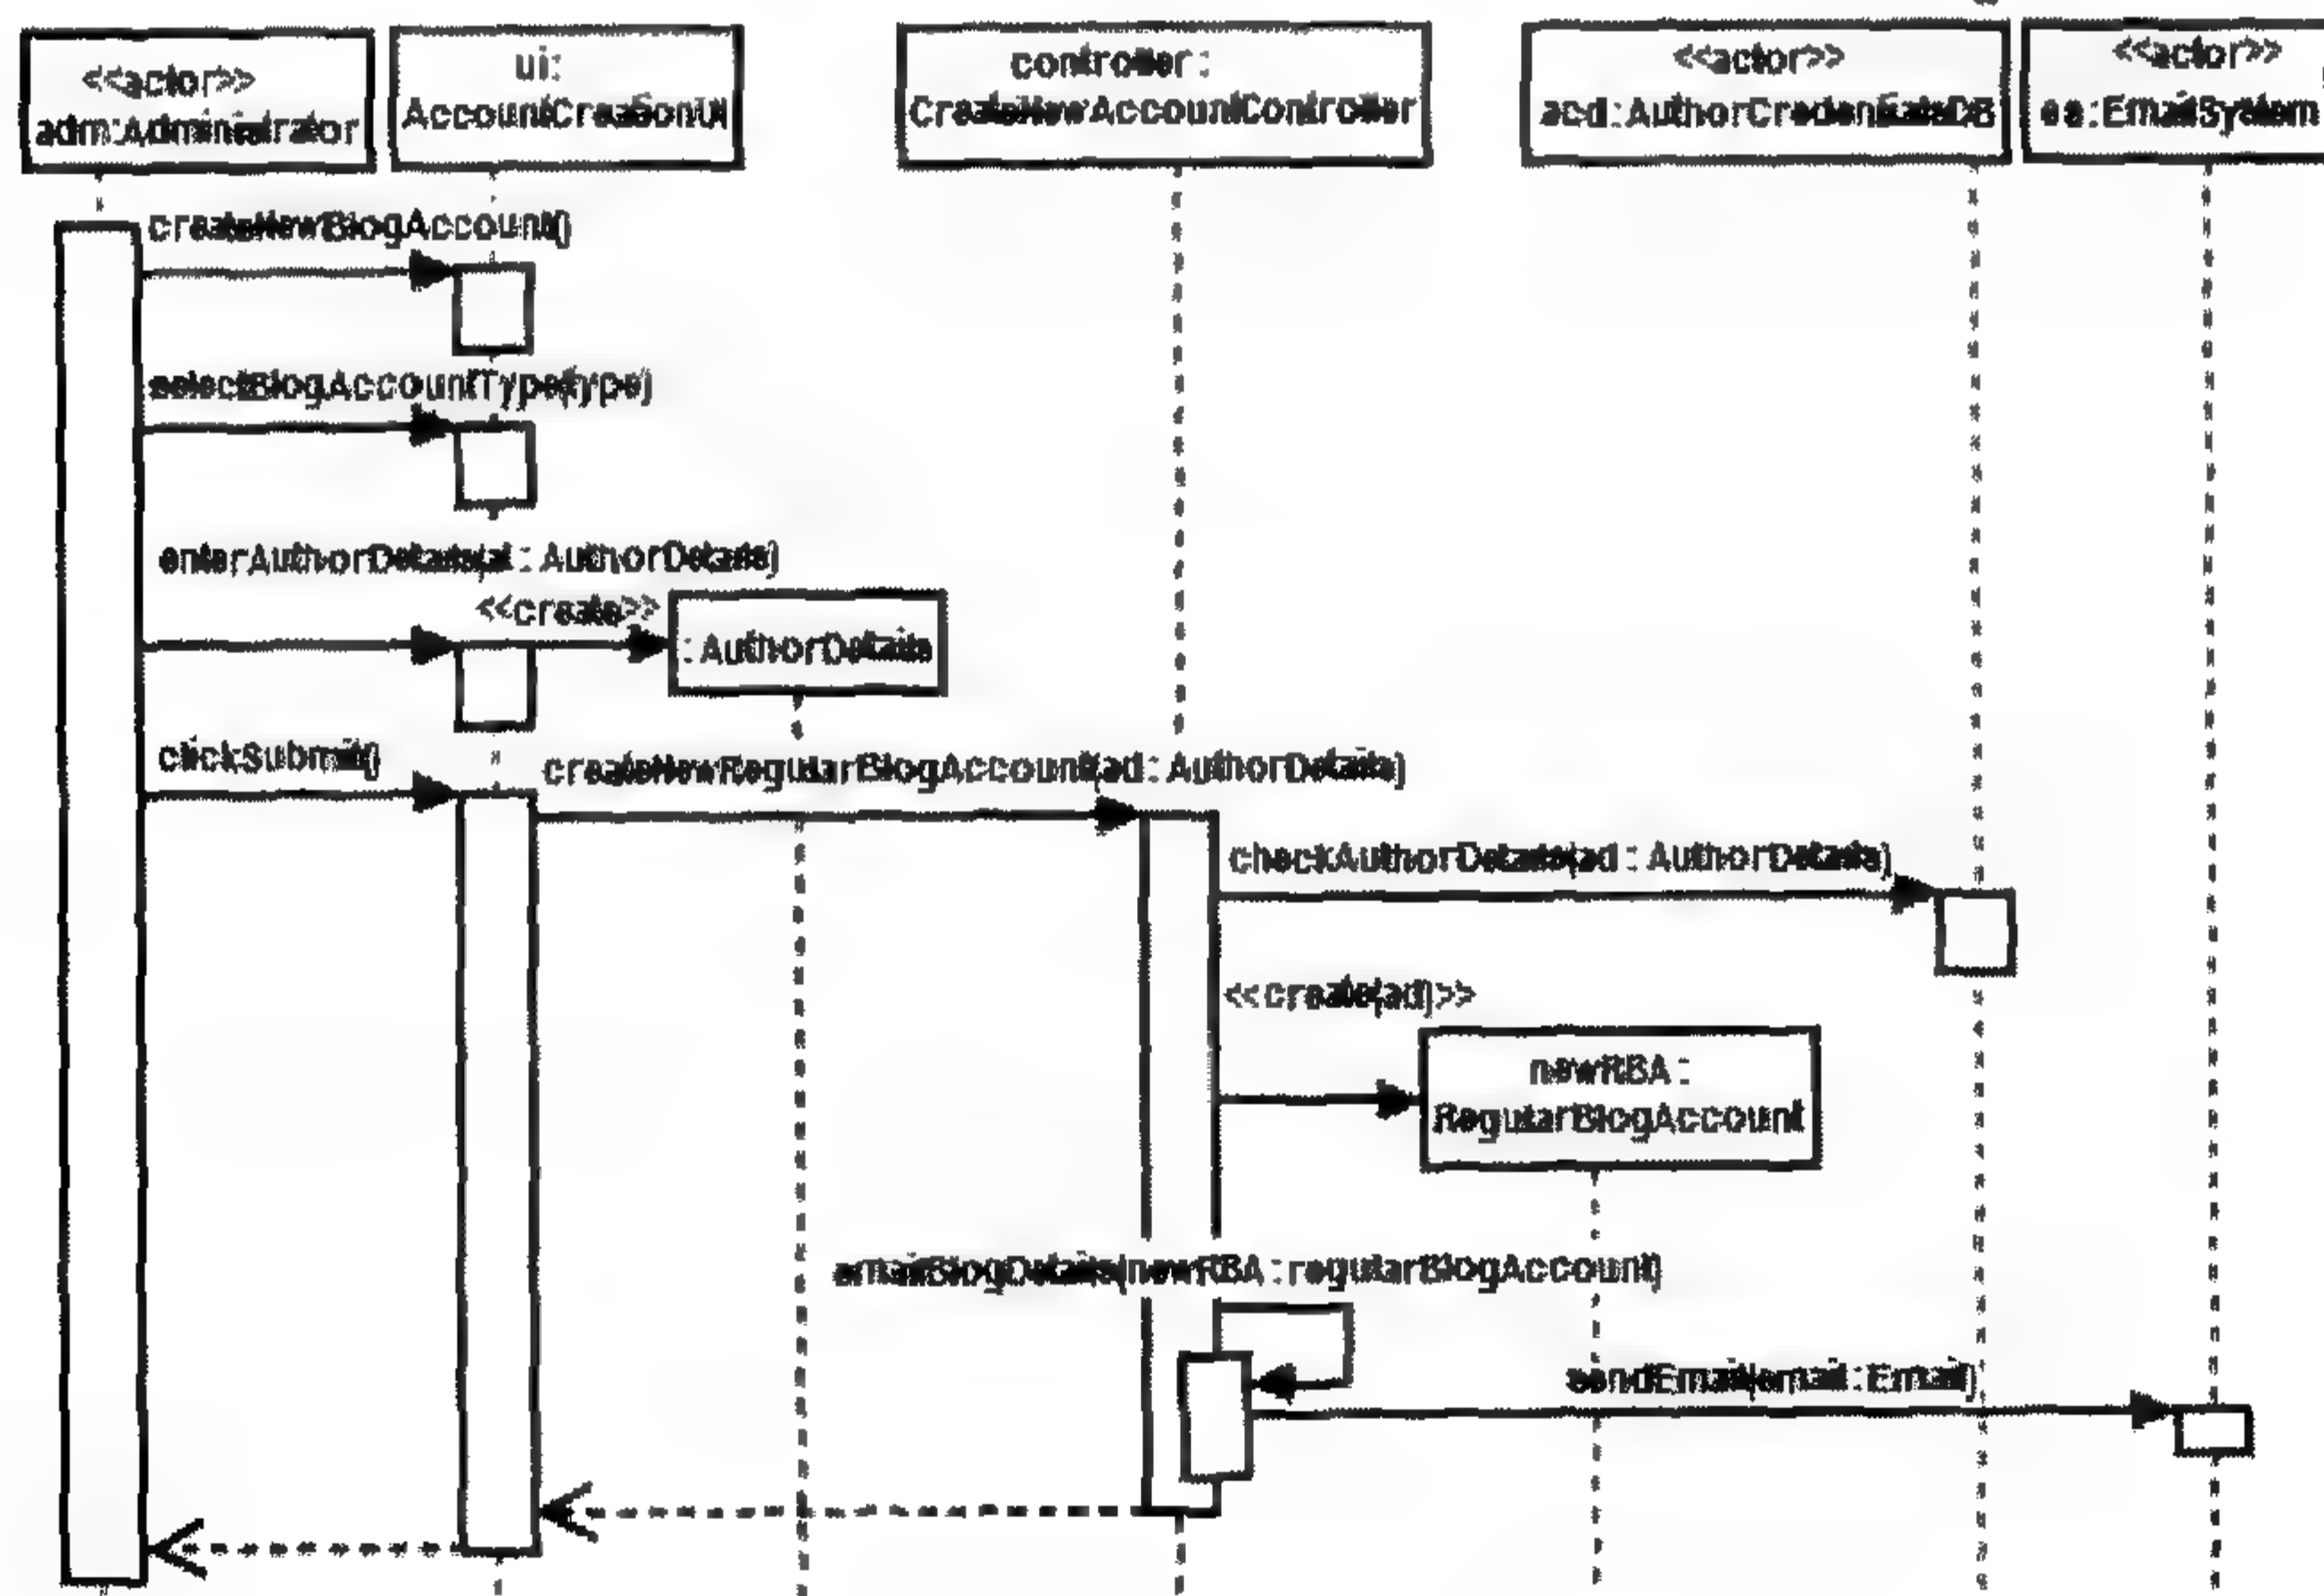 <<actor>>
adm:Administrator
ui:
AccountCreationUI
controller:
CreateNewAccountController
<<actor>>
acd:AuthorCredentialsDB
<<actor>>
es:EmailSystem
createNewBlogAccount()
selectBlogAccountType(type)
enterAuthorDetails(ad : AuthorDetails)
<<create>>
:AuthorDetails
clickSubmit()
createNewRegularBlogAccount(ad : AuthorDetails)
checkAuthorDetails(ad : AuthorDetails)
<<create(ad)>>
newRBA:
RegularBlogAccount
emailBlogDetails(newRBA:regularBlogAccount)
sendEmail(email:Email)